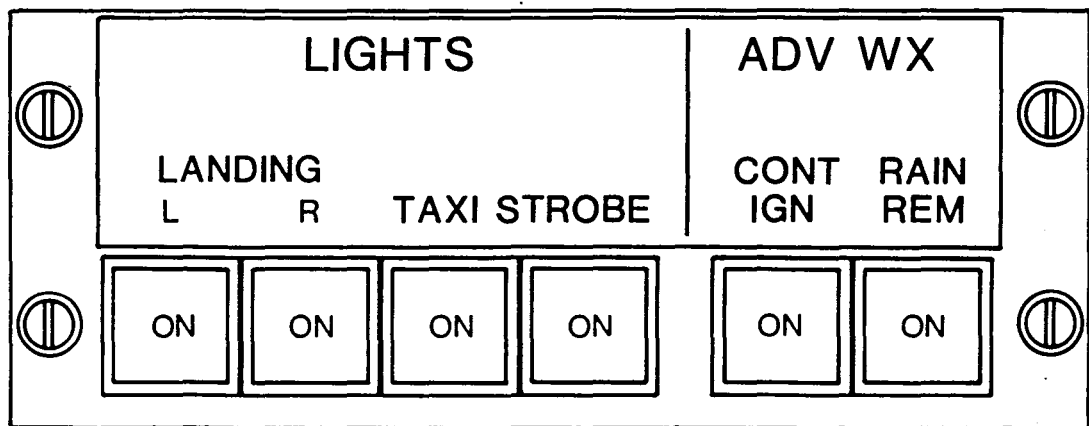 LIGHTS
LANDING
L R TAXI STROBE
ADV WX
CONT RAIN
IGN REM
ON ON ON ON ON ON